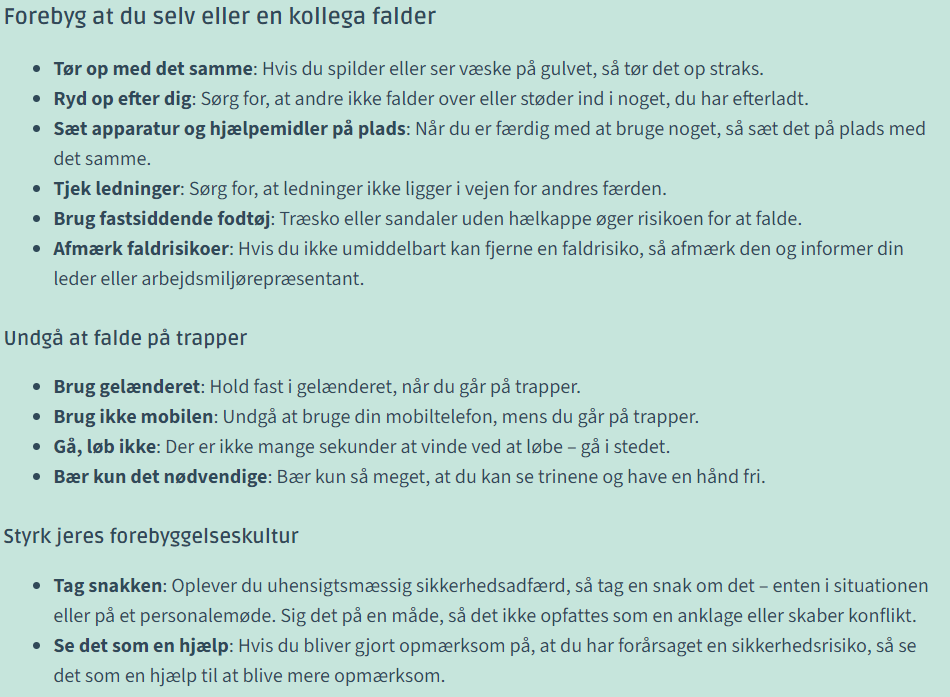 Forebyg at du selv eller en kollega falder
• Tør op med det samme: Hvis du spilder eller ser væske på gulvet, så tør det op straks.
• Ryd op efter dig: Sørg for, at andre ikke falder over eller støder ind i noget, du har efterladt.
• Sæt apparatur og hjælpemidler på plads: Når du er færdig med at bruge noget, så sæt det på plads med
det samme.
• Tjek ledninger: Sørg for, at ledninger ikke ligger i vejen for andres færden.
• Brug fastsiddende fodtøj: Træsko eller sandaler uden hælkappe øger risikoen for at falde.
• Afmærk faldrisikoer: Hvis du ikke umiddelbart kan fjerne en faldrisiko, så afmærk den og informer din
leder eller arbejdsmiljørepræsentant.
Undgå at falde på trapper
• Brug gelænderet: Hold fast i gelænderet, når du går på trapper.
• Brug ikke mobilen: Undgå at bruge din mobiltelefon, mens du går på trapper.
• Gå, løb ikke: Der er ikke mange sekunder at vinde ved at løbe – gå i stedet.
• Bær kun det nødvendige: Bær kun så meget, at du kan se trinene og have en hånd fri.
Styrk jeres forebyggelseskultur
• Tag snakken: Oplever du uhensigtsmæssig sikkerhedsadfærd, så tag en snak om det – enten i situationen
eller på et personalemøde. Sig det på en måde, så det ikke opfattes som en anklage eller skaber konflikt.
• Se det som en hjælp: Hvis du bliver gjort opmærksom på, at du har forårsaget en sikkerhedsrisiko, så se
det som en hjælp til at blive mere opmærksom.